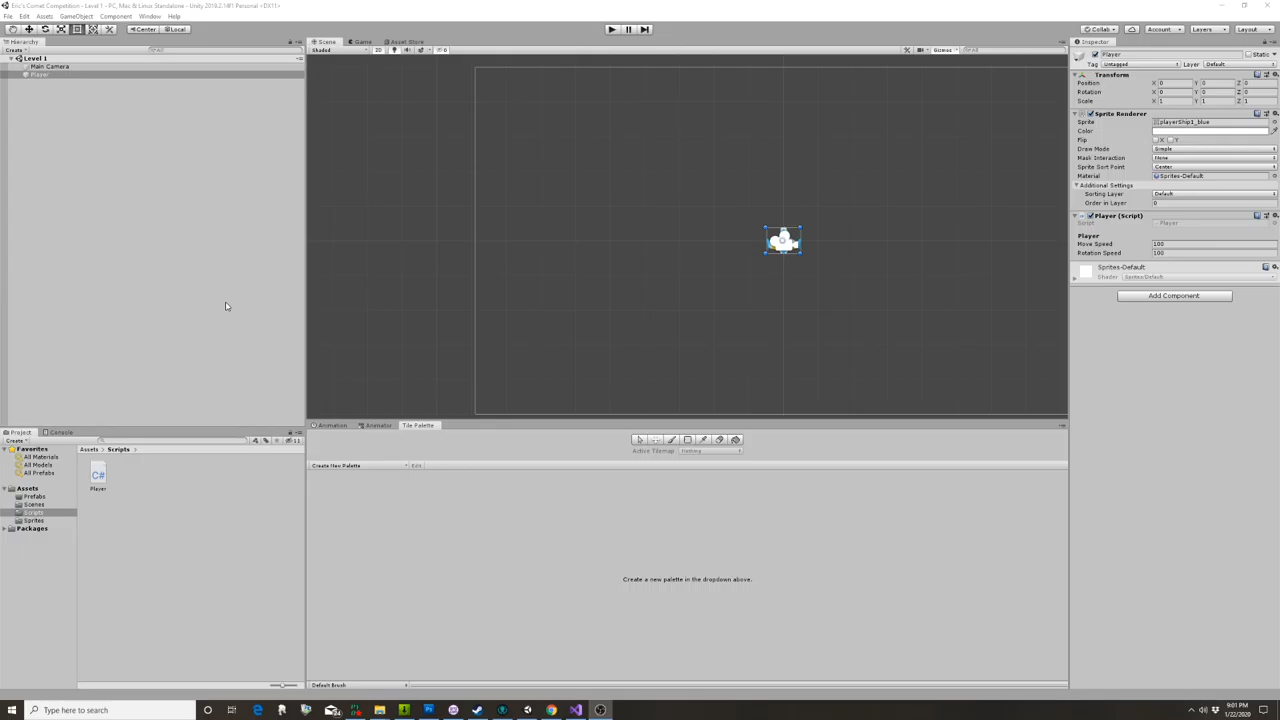 Eric's Comet Competition - Level 1 - PC, Mac & Linux Standalone - Unity 2019.2.14f1 Personal <DX11>
File Edit Assets GameObject Component Window Help
Center Local
Collab Account Layers Layout
Hierarchy
Create All
Level 1
Main Camera
Player
Scene Game Asset Store
Shaded 2D 0 Gizmos All
Inspector
Player Static
Tag Untagged Layer Default
Transform
Position X 0 Y 0 Z 0
Rotation X 0 Y 0 Z 0
Scale X 1 Y 1 Z 1
Sprite Renderer
Sprite playerShip1_blue
Color
Flip X Y
Draw Mode Simple
Mask Interaction None
Sprite Sort Point Center
Material Sprites-Default
Additional Settings
Sorting Layer Default
Order in Layer 0
Player (Script)
Script Player
Player
Move Speed 100
Rotation Speed 100
Sprites-Default
Shader Sprites/Default
Add Component
Project Console
Create 11
Favorites
All Materials
All Models
All Prefabs
Assets
Prefabs
Scenes
Scripts
Sprites
Packages
Assets Scripts
C#
Player
Animation Animator Tile Palette
Active Tilemap Nothing
Create New Palette Edit
Create a new palette in the dropdown above.
Default Brush
Type here to search
9:01 PM
1/22/2020